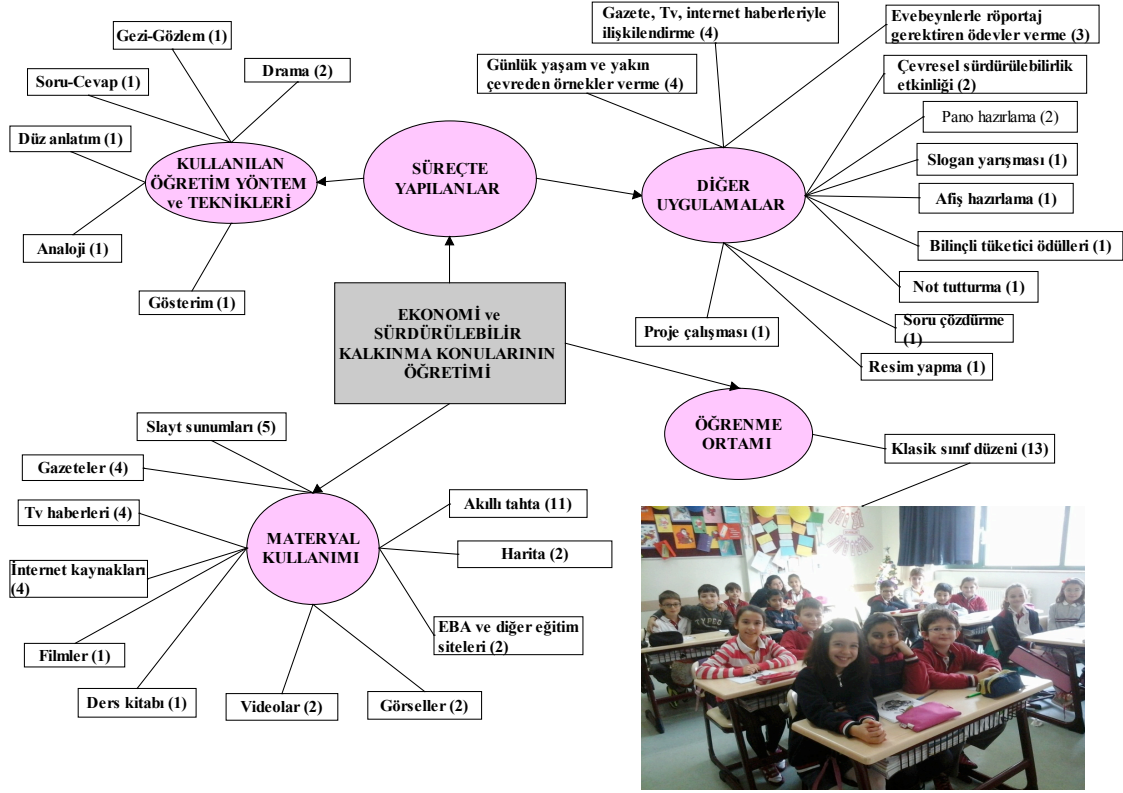 Gezi-Gözlem (1)
Soru-Cevap (1)
Drama (2)
Düz anlatım (1)
KULLANILAN
ÖĞRETİM YÖNTEM
ve TEKNİKLERİ
Analoji (1)
Gösterim (1)
SÜREÇTE
YAPILANLAR
Gazete, Tv, internet haberleriyle
ilişkilendirme (4)
Günlük yaşam ve yakın
çevreden örnekler verme (4)
Evebeynlerle röportaj
gerektiren ödevler verme (3)
Çevresel sürdürülebilirlik
etkinliği (2)
Pano hazırlama (2)
Slogan yarışması (1)
Afiş hazırlama (1)
Bilinçli tüketici ödülleri (1)
Not tutturma (1)
Soru çözdürme
(1)
Resim yapma (1)
Proje çalışması (1)
DİĞER
UYGULAMALAR
EKONOMİ ve
SÜRDÜRÜLEBİLİR
KALKINMA KONULARININ
ÖĞRETİMİ
ÖĞRENME
ORTAMI
Klasik sınıf düzeni (13)
Slayt sunumları (5)
Gazeteler (4)
Tv haberleri (4)
İnternet kaynakları
(4)
Filmler (1)
Ders kitabı (1)
Videolar (2)
Görseller (2)
MATERYAL
KULLANIMI
Akıllı tahta (11)
Harita (2)
EBA ve diğer eğitim
siteleri (2)